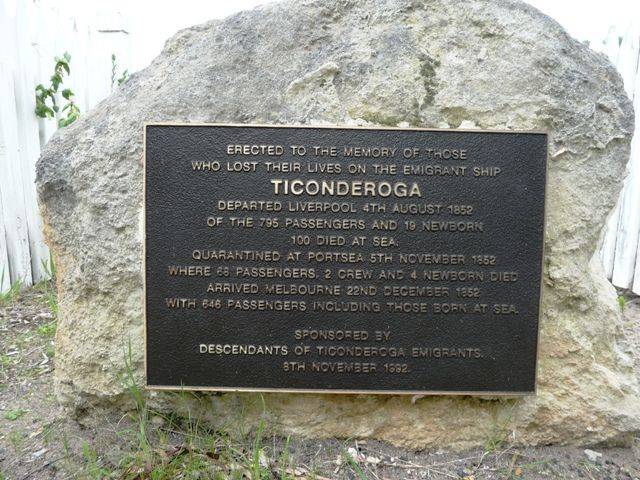 ERECTED TO THE MEMORY OF THOSE
WHO LOST THEIR LIVES ON THE EMIGRANT SHIP
TICONDEROGA
DEPARTED LIVERPOOL 4TH AUGUST 1852
OF THE 795 PASSENGERS AND 19 NEWBORN
100 DIED AT SEA.
QUARANTINED AT PORTSEA 5TH NOVEMBER 1852
WHERE 68 PASSENGERS, 2 CREW AND 4 NEWBORN DIED
ARRIVED MELBOURNE 22ND DECEMBER 1852
WITH 646 PASSENGERS INCLUDING THOSE BORN AT SEA.
SPONSORED BY
DESCENDANTS OF TICONDEROGA EMIGRANTS.
8TH NOVEMBER 1992.